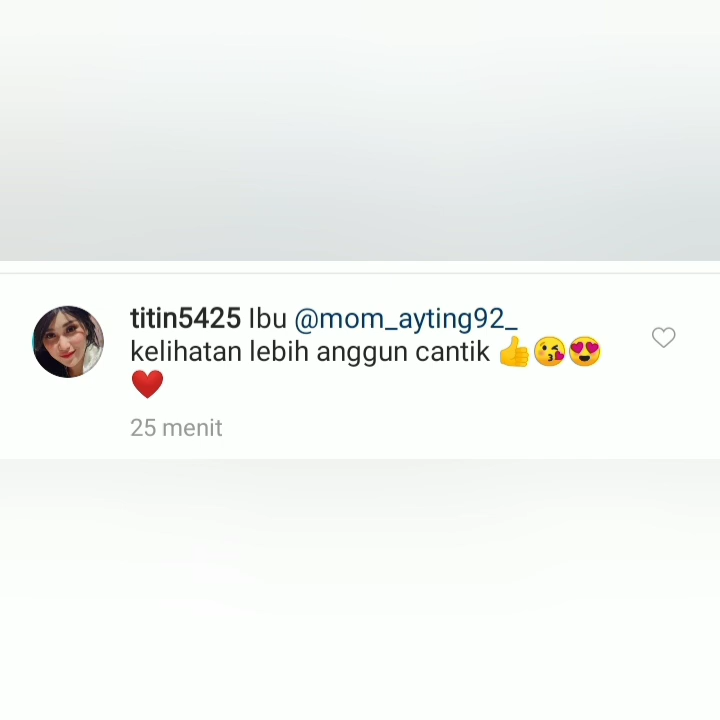 titin5425 Ibu @mom_ayting92_
kelihatan lebih anggun cantik 👍😘😍
❤️
25 menit